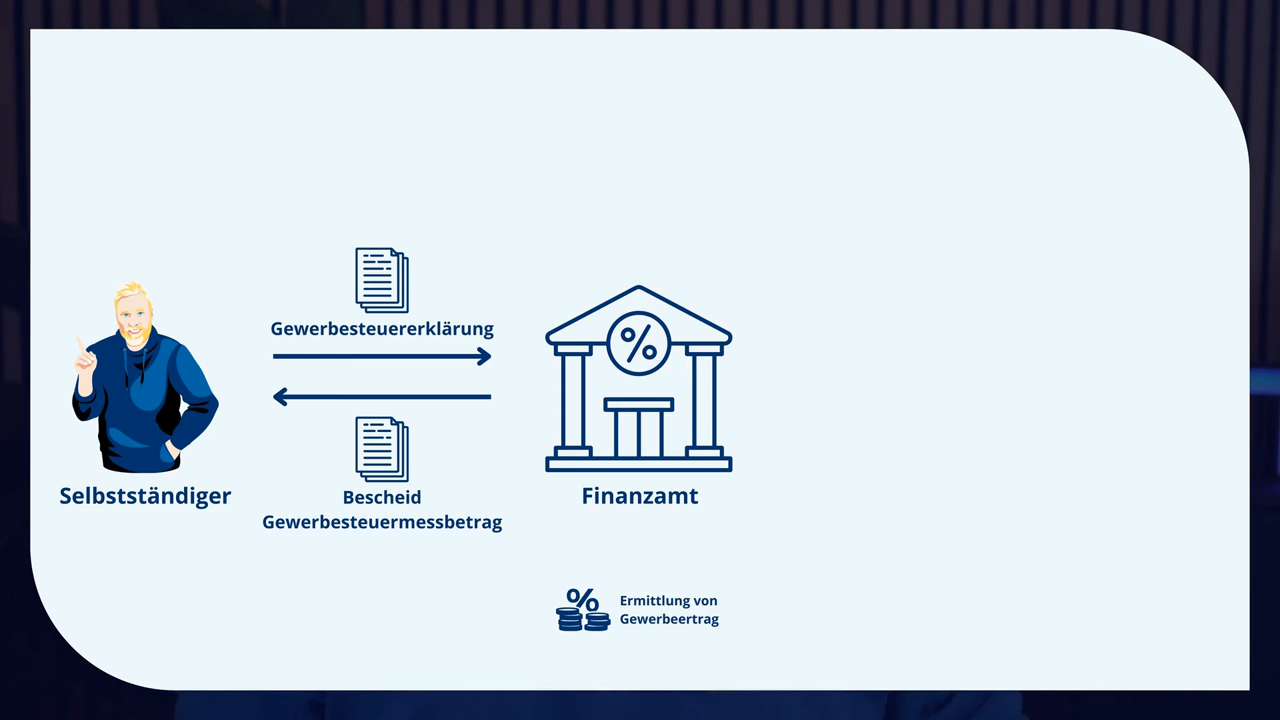 Gewerbesteuererklärung
Selbstständiger
Bescheid
Gewerbesteuermessbetrag
%
Finanzamt
%
Ermittlung von
Gewerbeertrag